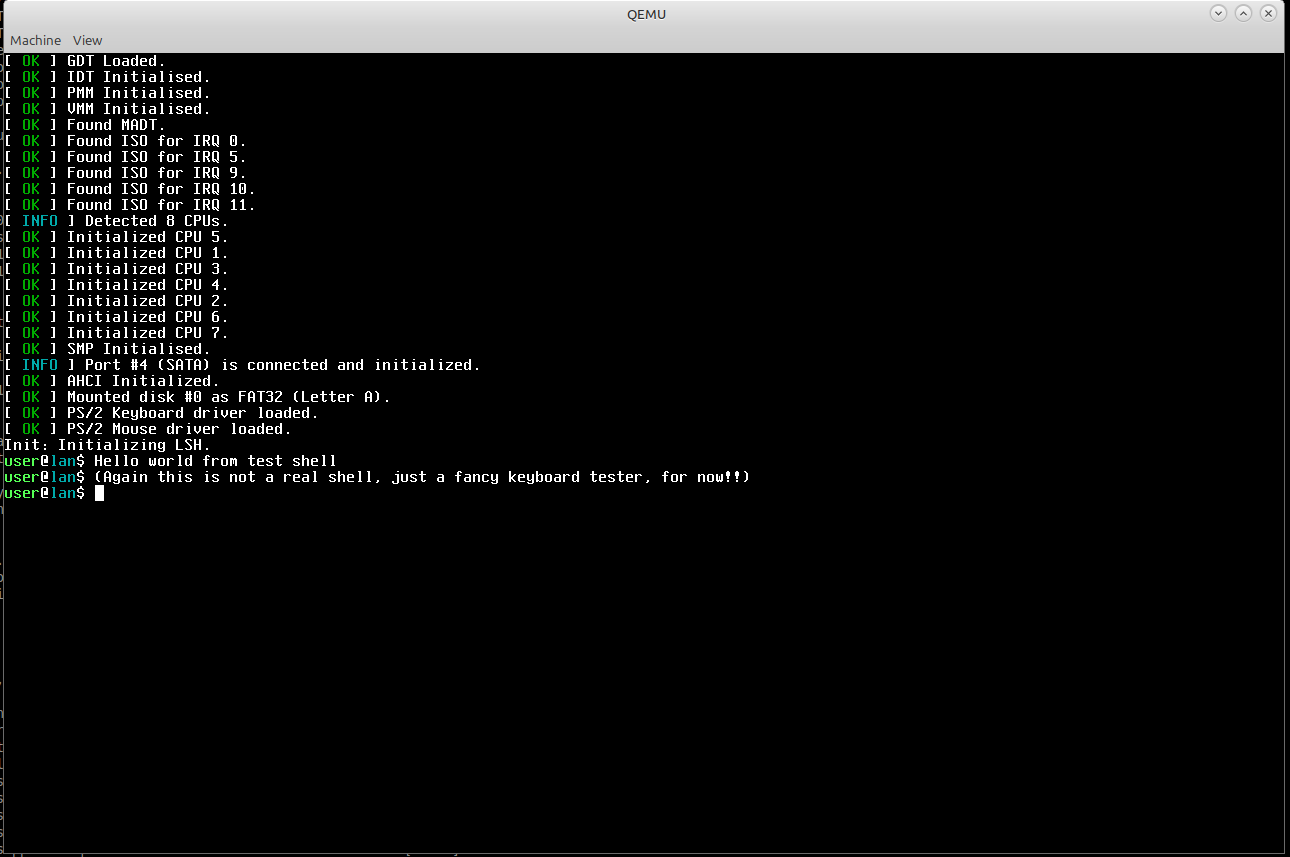 QEMU
Machine View
[ OK ] GDT Loaded.
[ OK ] IDT Initialised.
[ OK ] PMM Initialised.
[ OK ] VMM Initialised.
[ OK ] Found MADT.
[ OK ] Found ISO for IRQ 0.
[ OK ] Found ISO for IRQ 5.
[ OK ] Found ISO for IRQ 9.
[ OK ] Found ISO for IRQ 10.
[ OK ] Found ISO for IRQ 11.
[ INFO ] Detected 8 CPUs.
[ OK ] Initialized CPU 5.
[ OK ] Initialized CPU 1.
[ OK ] Initialized CPU 3.
[ OK ] Initialized CPU 4.
[ OK ] Initialized CPU 2.
[ OK ] Initialized CPU 6.
[ OK ] Initialized CPU 7.
[ OK ] SMP Initialised.
[ INFO ] Port #4 (SATA) is connected and initialized.
[ OK ] AHCI Initialized.
[ OK ] Mounted disk #0 as FAT32 (Letter A).
[ OK ] PS/2 Keyboard driver loaded.
[ OK ] PS/2 Mouse driver loaded.
Init: Initializing LSH.
user@lan$ Hello world from test shell
user@lan$ (Again this is not a real shell, just a fancy keyboard tester, for now!!)
user@lan$